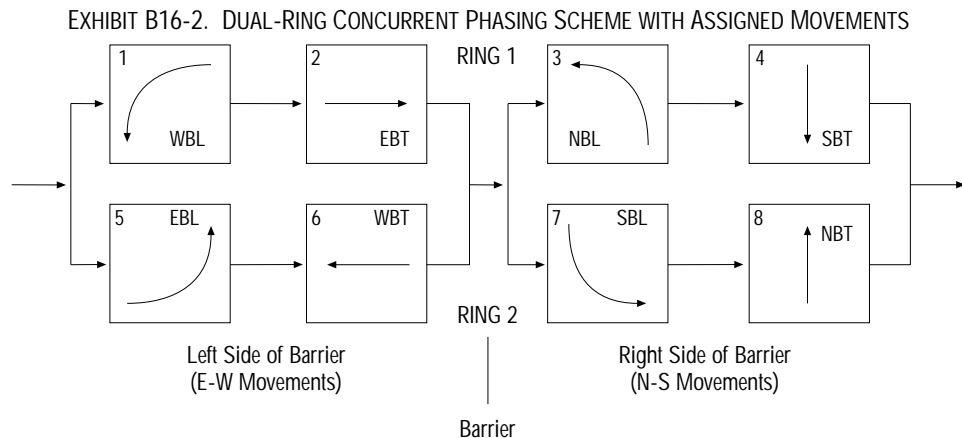 EXHIBIT B16-2. DUAL-RING CONCURRENT PHASING SCHEME WITH ASSIGNED MOVEMENTS
RING 1
1
WBL
2
EBT
3
NBL
4
SBT
5
EBL
6
WBT
7
SBL
8
NBT
RING 2
Left Side of Barrier
(E-W Movements)
Right Side of Barrier
(N-S Movements)
Barrier